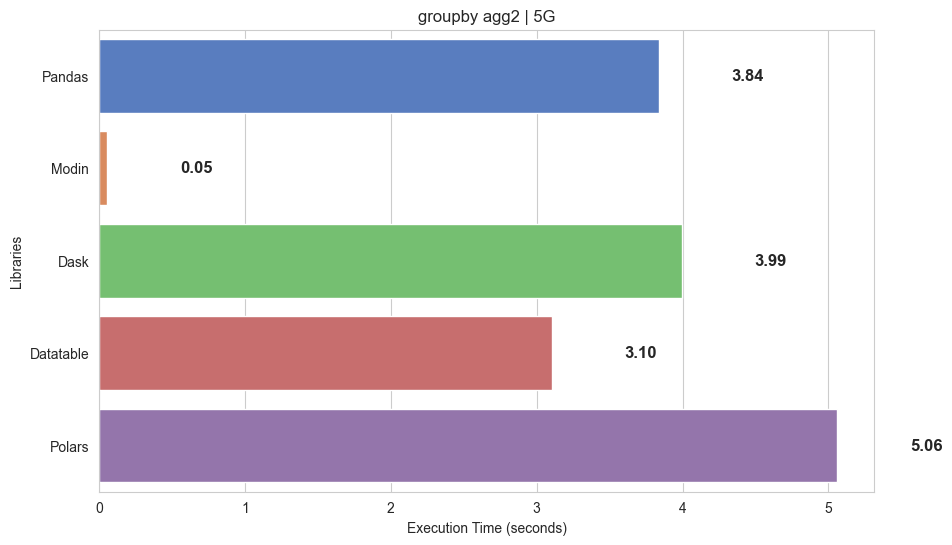 groupby agg2 | 5G
Libraries
Pandas
3.84
Modin
0.05
Dask
3.99
Datatable
3.10
Polars
5.06
0 1 2 3 4 5
Execution Time (seconds)